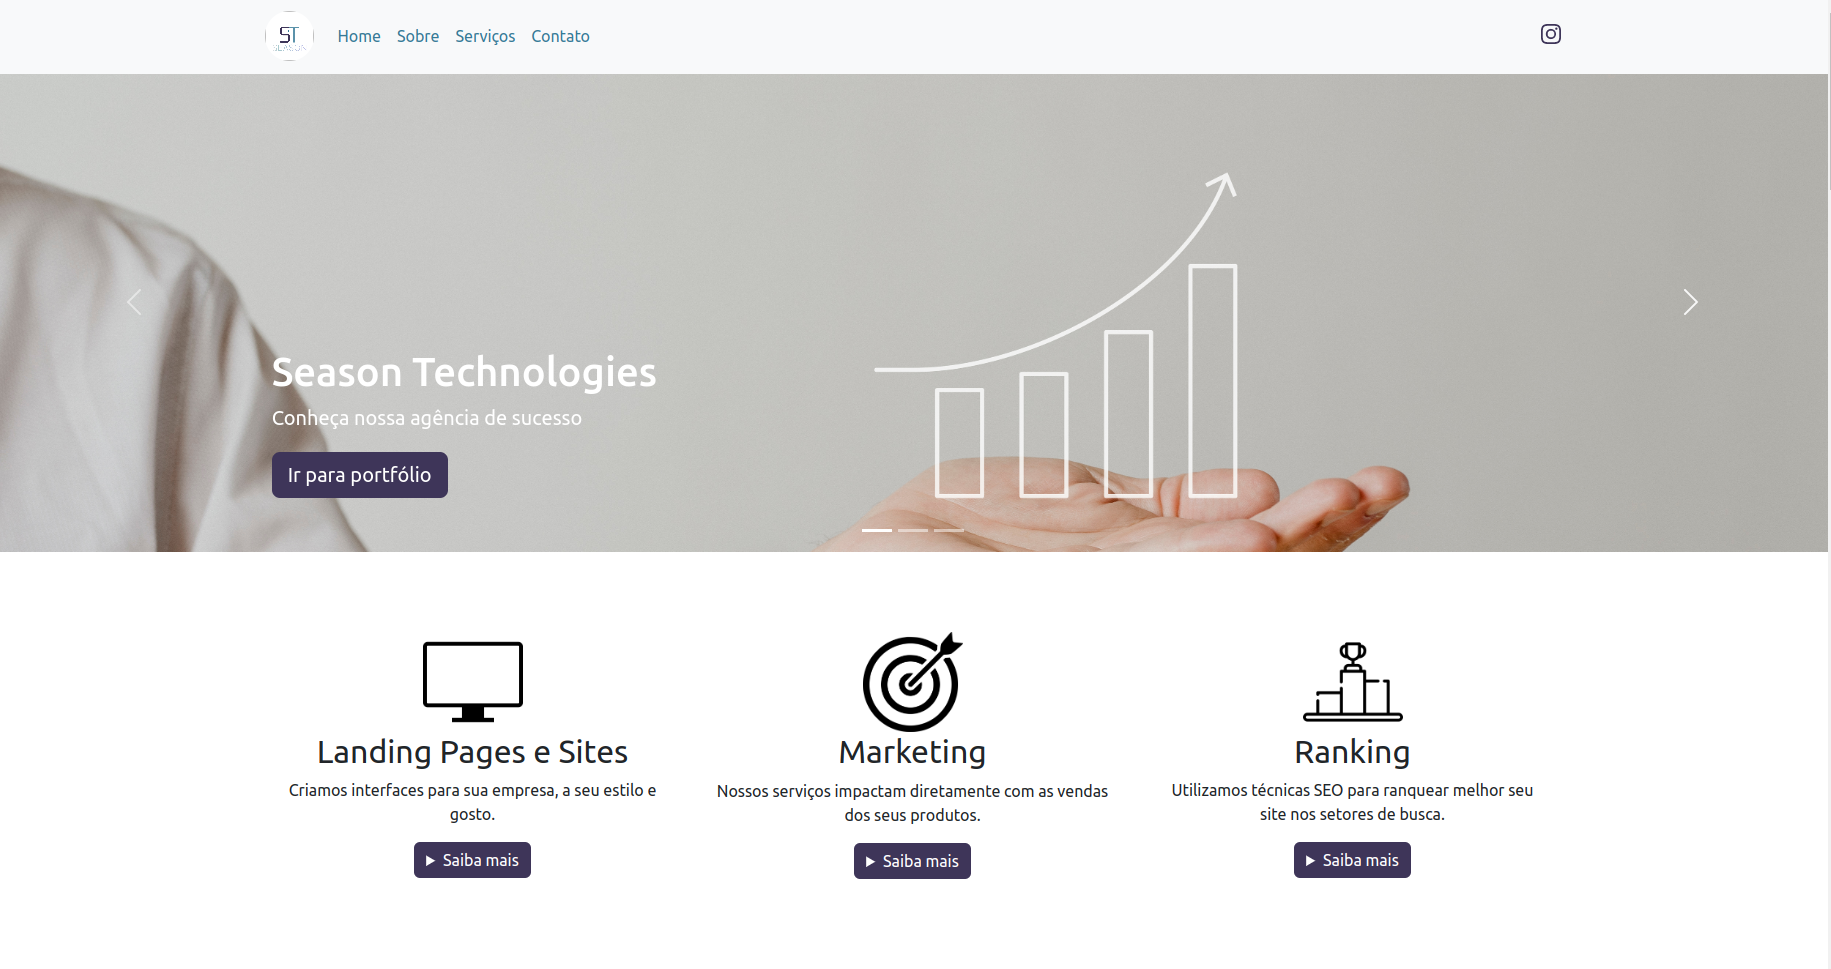 ST
SEASON
Home Sobre Serviços Contato
Season Technologies
Conheça nossa agência de sucesso
Ir para portfólio
Landing Pages e Sites
Criamos interfaces para sua empresa, a seu estilo e
gosto.
Saiba mais
Marketing
Nossos serviços impactam diretamente com as vendas
dos seus produtos.
Saiba mais
Ranking
Utilizamos técnicas SEO para ranquear melhor seu
site nos setores de busca.
Saiba mais